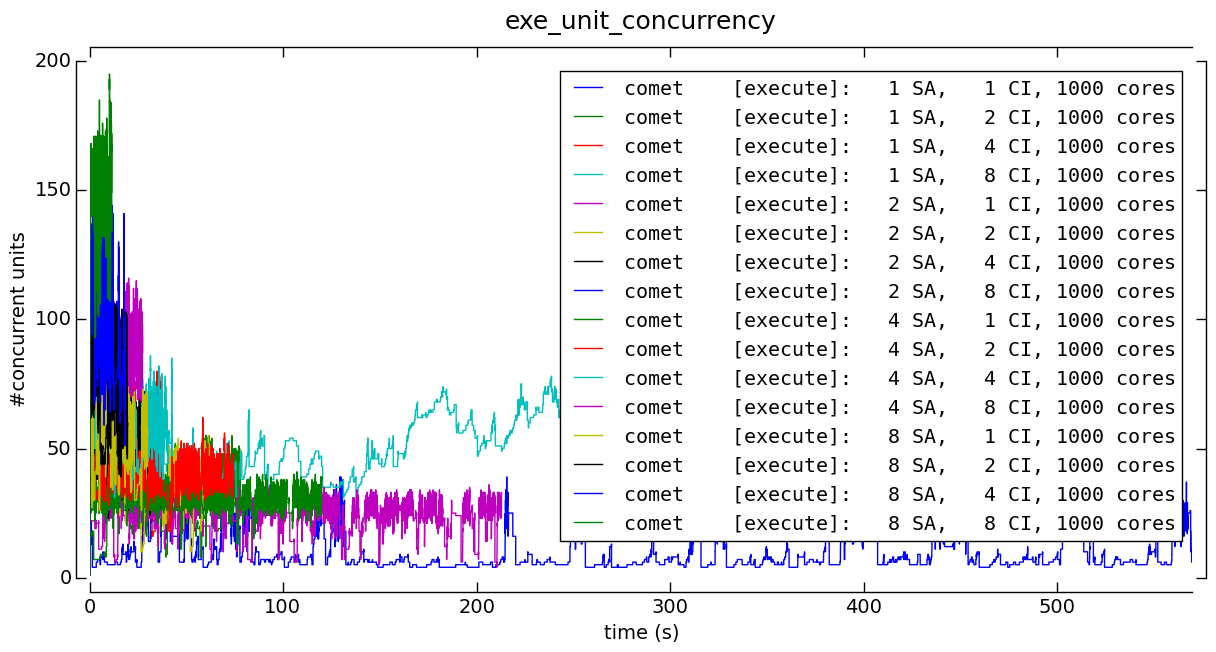 exe_unit_concurrency
200
150
100
50
0
#concurrent units
comet [execute]: 1 SA, 1 CI, 1000 cores
comet [execute]: 1 SA, 2 CI, 1000 cores
comet [execute]: 1 SA, 4 CI, 1000 cores
comet [execute]: 1 SA, 8 CI, 1000 cores
comet [execute]: 2 SA, 1 CI, 1000 cores
comet [execute]: 2 SA, 2 CI, 1000 cores
comet [execute]: 2 SA, 4 CI, 1000 cores
comet [execute]: 2 SA, 8 CI, 1000 cores
comet [execute]: 4 SA, 1 CI, 1000 cores
comet [execute]: 4 SA, 2 CI, 1000 cores
comet [execute]: 4 SA, 4 CI, 1000 cores
comet [execute]: 4 SA, 8 CI, 1000 cores
comet [execute]: 8 SA, 1 CI, 1000 cores
comet [execute]: 8 SA, 2 CI, 1000 cores
comet [execute]: 8 SA, 4 CI, 1000 cores
comet [execute]: 8 SA, 8 CI, 1000 cores
0 100 200 300 400 500
time (s)